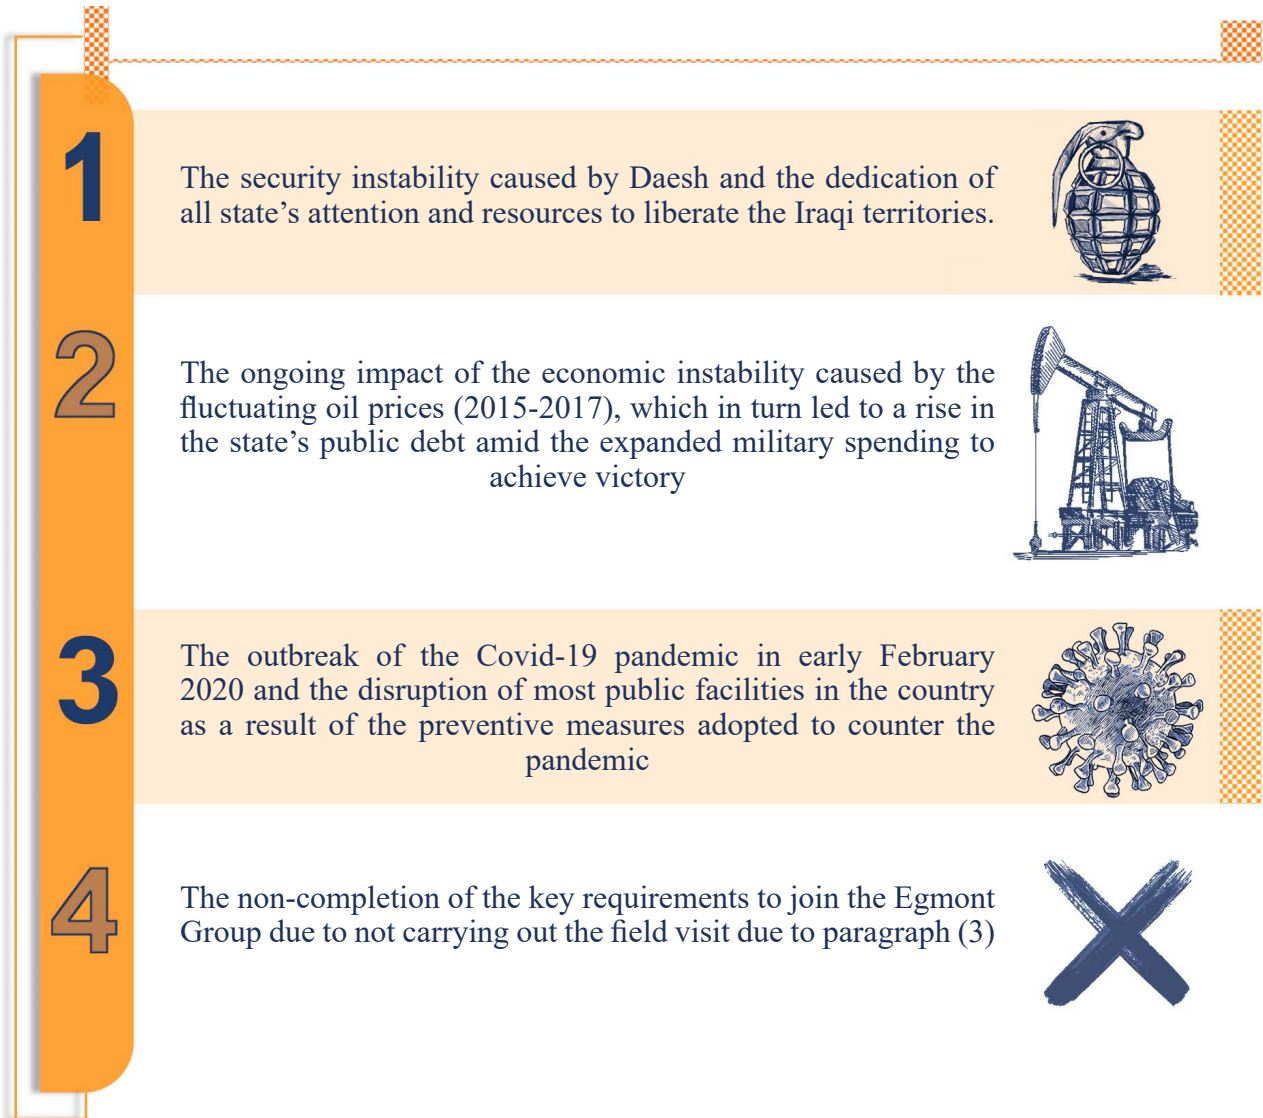 1
The security instability caused by Daesh and the dedication of
all state’s attention and resources to liberate the Iraqi territories.
2
The ongoing impact of the economic instability caused by the
fluctuating oil prices (2015-2017), which in turn led to a rise in
the state’s public debt amid the expanded military spending to
achieve victory
3
The outbreak of the Covid-19 pandemic in early February
2020 and the disruption of most public facilities in the country
as a result of the preventive measures adopted to counter the
pandemic
4
The non-completion of the key requirements to join the Egmont
Group due to not carrying out the field visit due to paragraph (3)